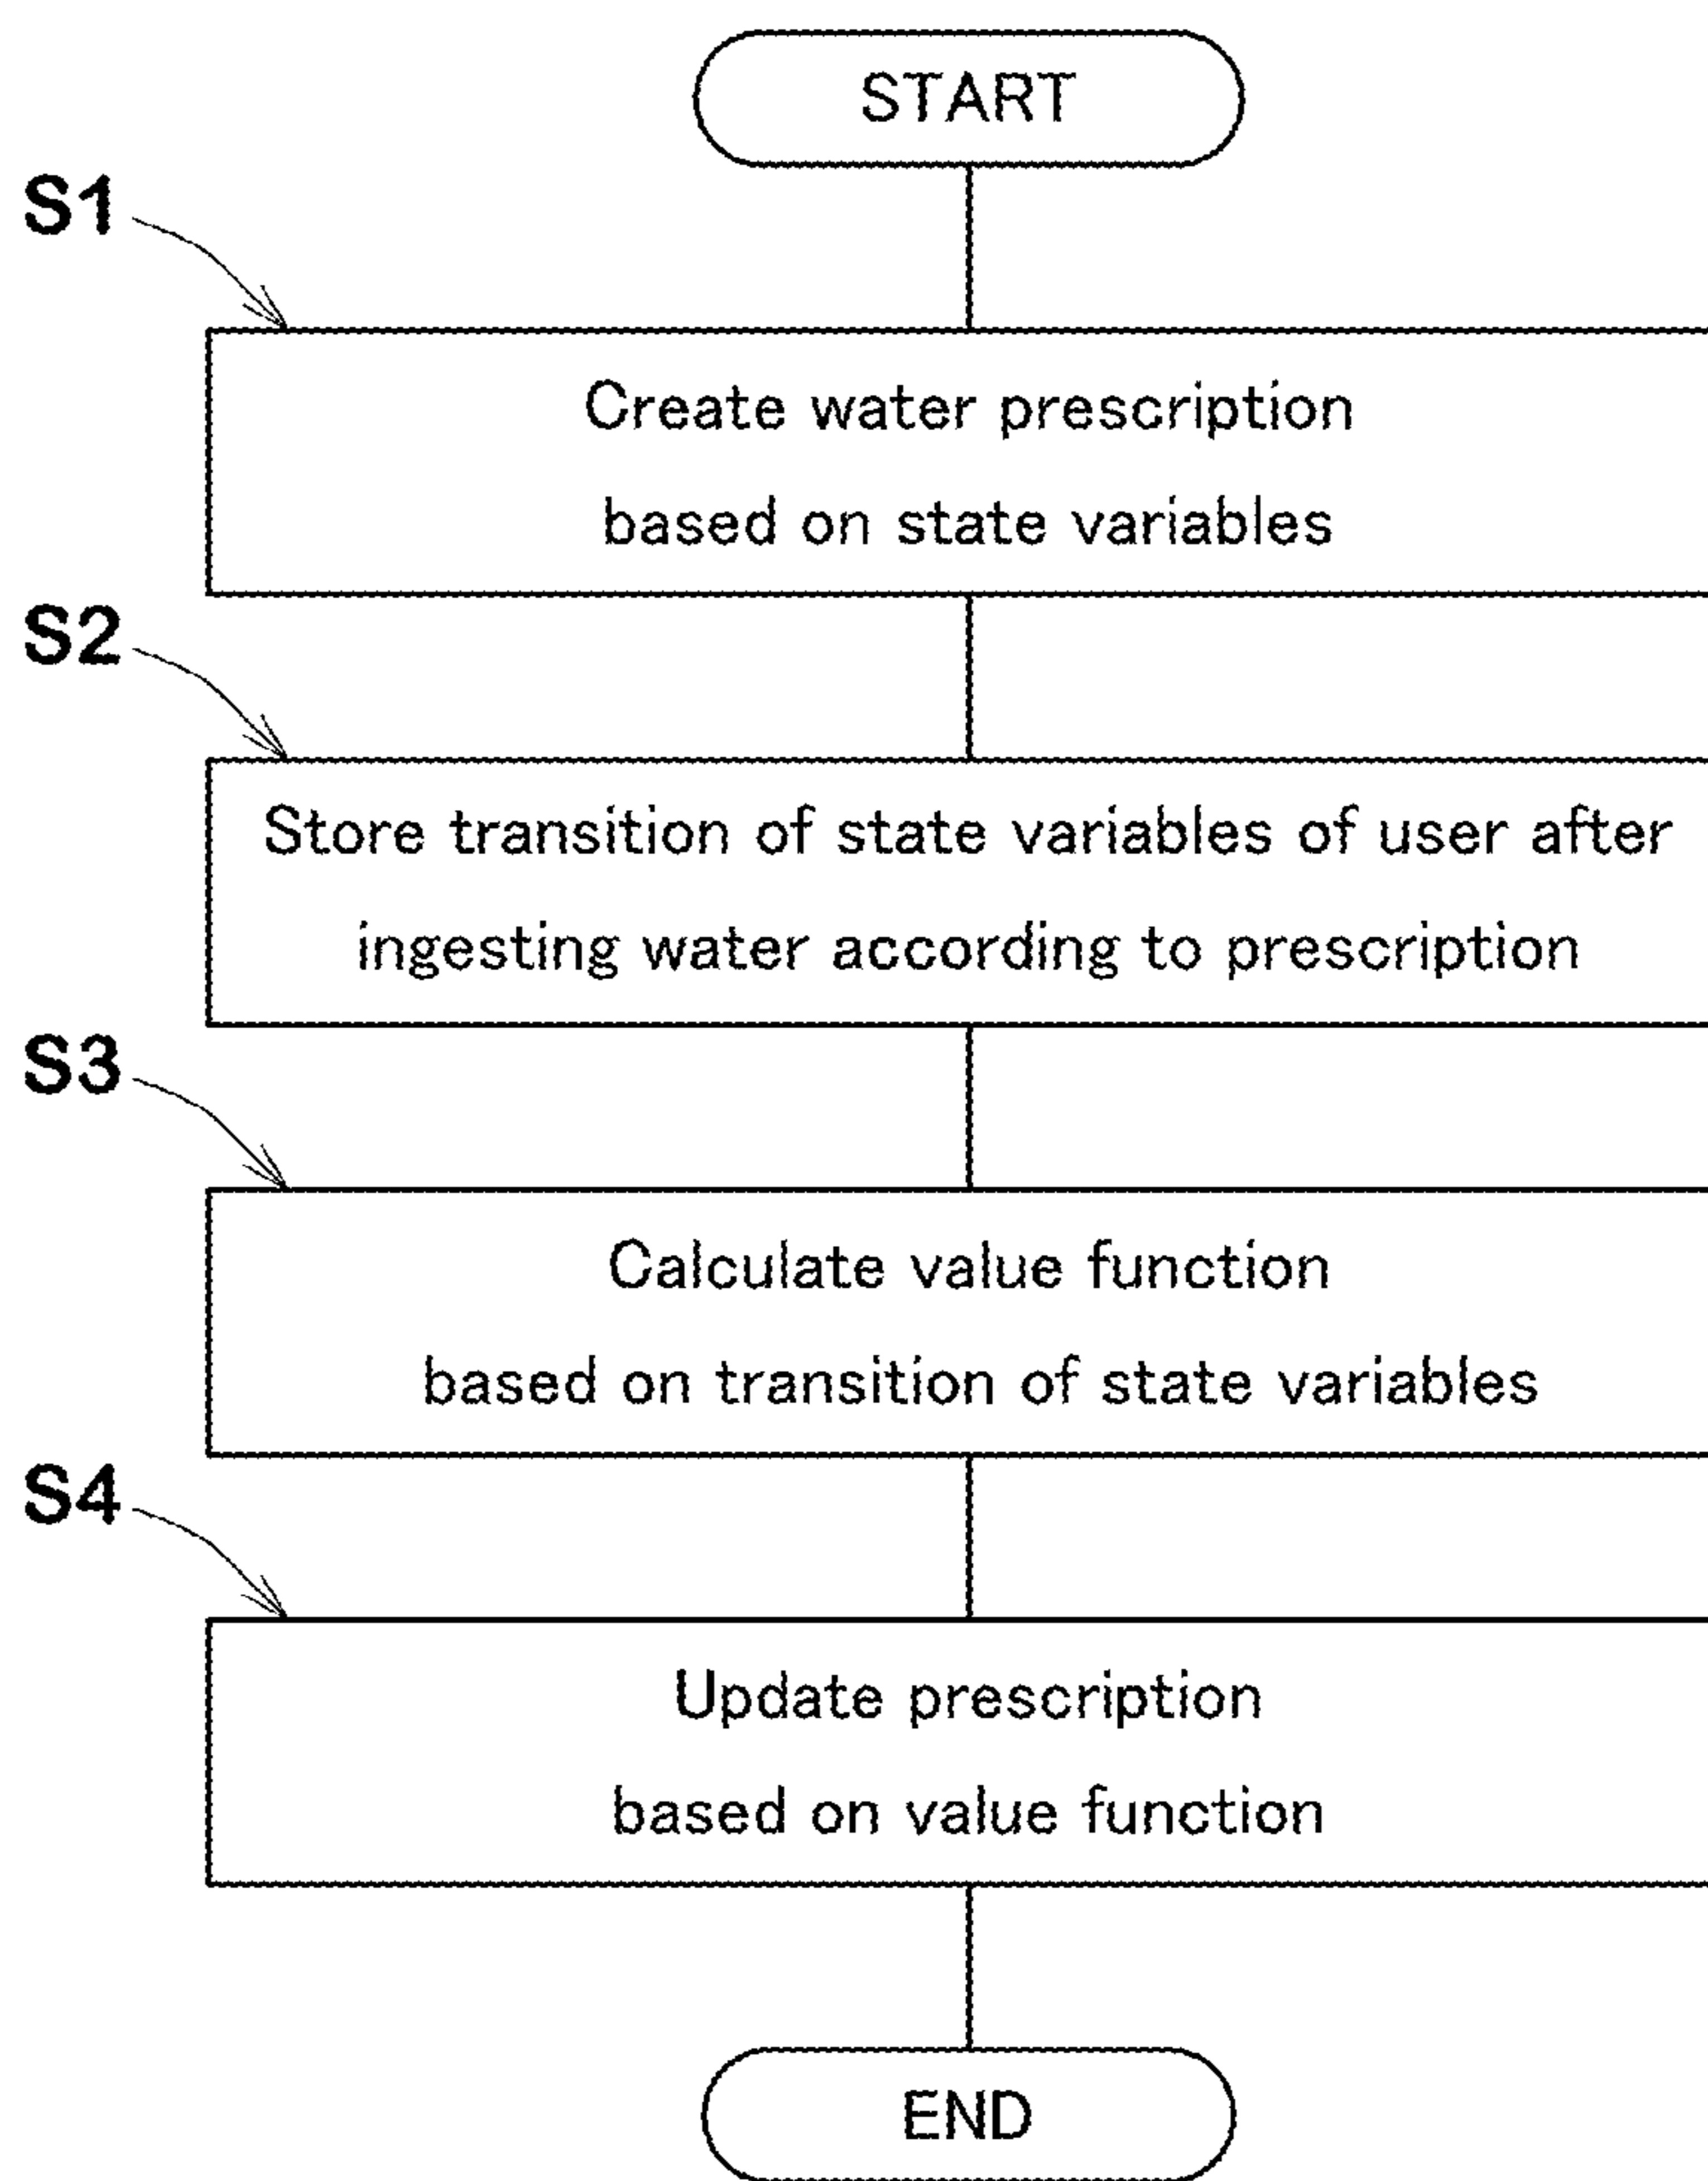 START
S1
Create water prescription
based on state variables
S2
Store transition of state variables of user after
ingesting water according to prescription
S3
Calculate value function
based on transition of state variables
S4
Update prescription
based on value function
END